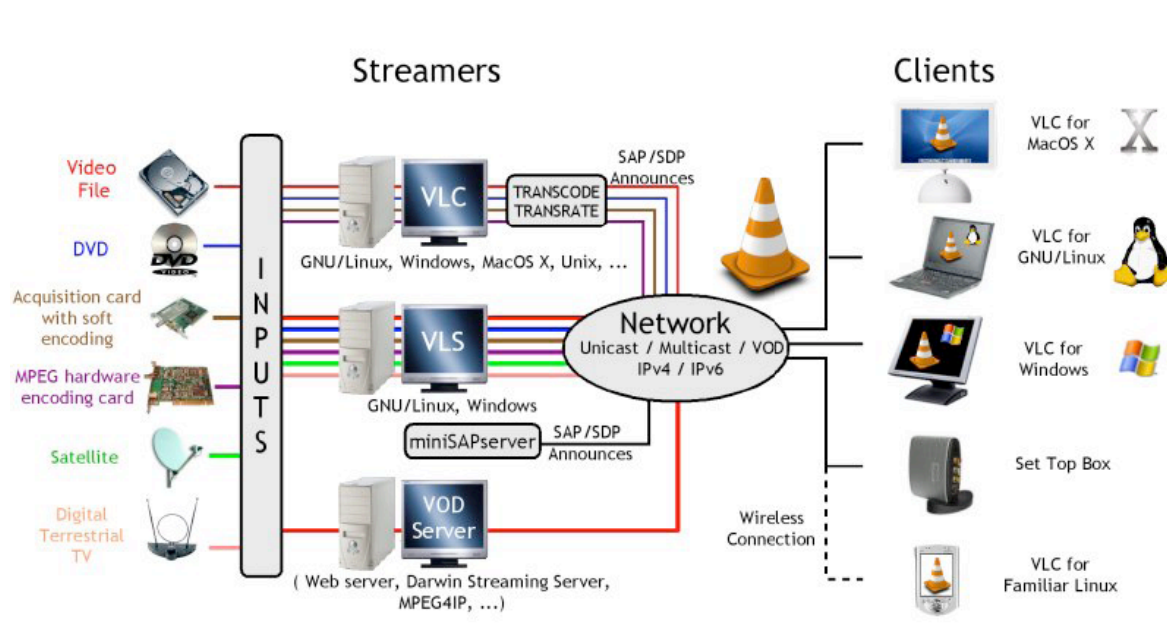 Streamers
Clients
Video
File
DVD
DVD
VIDEO
Acquisition card
with soft
encoding
MPEG hardware
encoding card
Satellite
Digital
Terrestrial
TV
INPUTS
VLC
TRANSCODE
TRANSRATE
SAP/SDP
Announces
GNU/Linux, Windows, MacOS X, Unix, ...
VLS
GNU/Linux, Windows
miniSAPserver
SAP/SDP
Announces
VOD
Server
( Web server, Darwin Streaming Server,
MPEG4IP, ...)
Network
Unicast / Multicast / VOD
IPv4 / IPv6
Wireless
Connection
VLC for
MacOS X
X
VLC for
GNU/Linux
VLC for
Windows
Set Top Box
VLC for
Familiar Linux